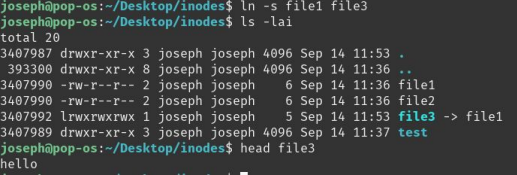 joseph@pop-os:~/Desktop/inodes$ ln -s file1 file3
joseph@pop-os:~/Desktop/inodes$ ls -lai
total 20
3407987 drwxr-xr-x 3 joseph joseph 4096 Sep 14 11:53 .
 393300 drwxr-xr-x 8 joseph joseph 4096 Sep 14 11:36 ..
3407990 -rw-r--r-- 2 joseph joseph    6 Sep 14 11:36 file1
3407990 -rw-r--r-- 2 joseph joseph    6 Sep 14 11:36 file2
3407992 lrwxrwxrwx 1 joseph joseph    5 Sep 14 11:53 file3 -> file1
3407989 drwxr-xr-x 3 joseph joseph 4096 Sep 14 11:37 test
joseph@pop-os:~/Desktop/inodes$ head file3
hello